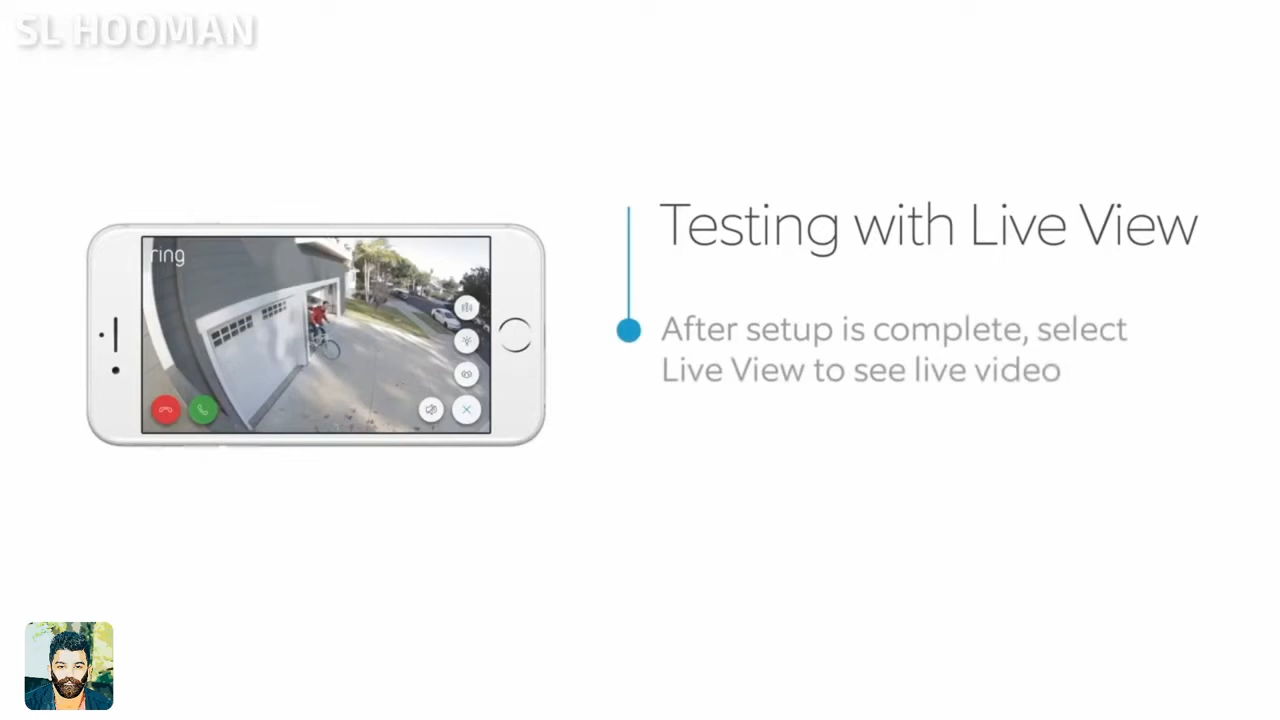 SL HOOMAN
ring
Testing with Live View
After setup is complete, select
Live View to see live video